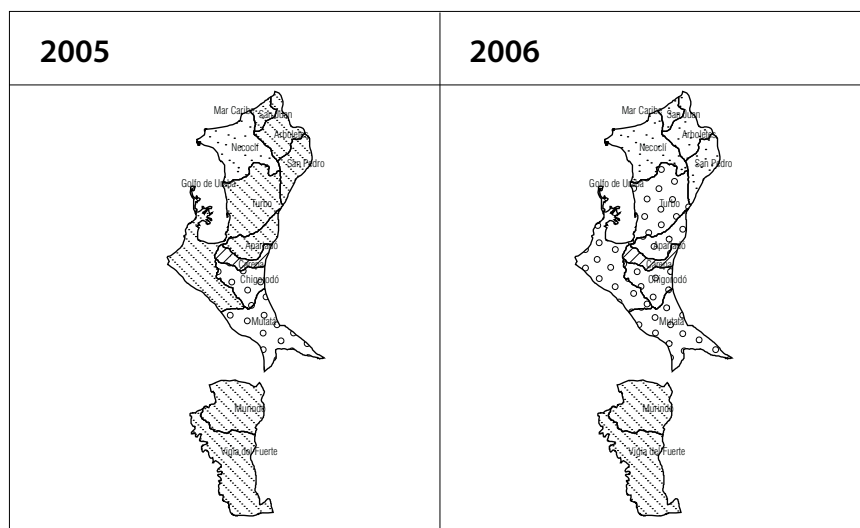 2005
2006
Mar Caribe
San Juan
Arboletes
Necoclí
San Pedro
Golfo de Urabá
Turbo
Apartadó
Carepa
Chigorodó
Mutatá
Murindó
Vigía del Fuerte
Mar Caribe
San Juan
Arboletes
Necoclí
San Pedro
Golfo de Urabá
Turbo
Apartadó
Carepa
Chigorodó
Mutatá
Murindó
Vigía del Fuerte